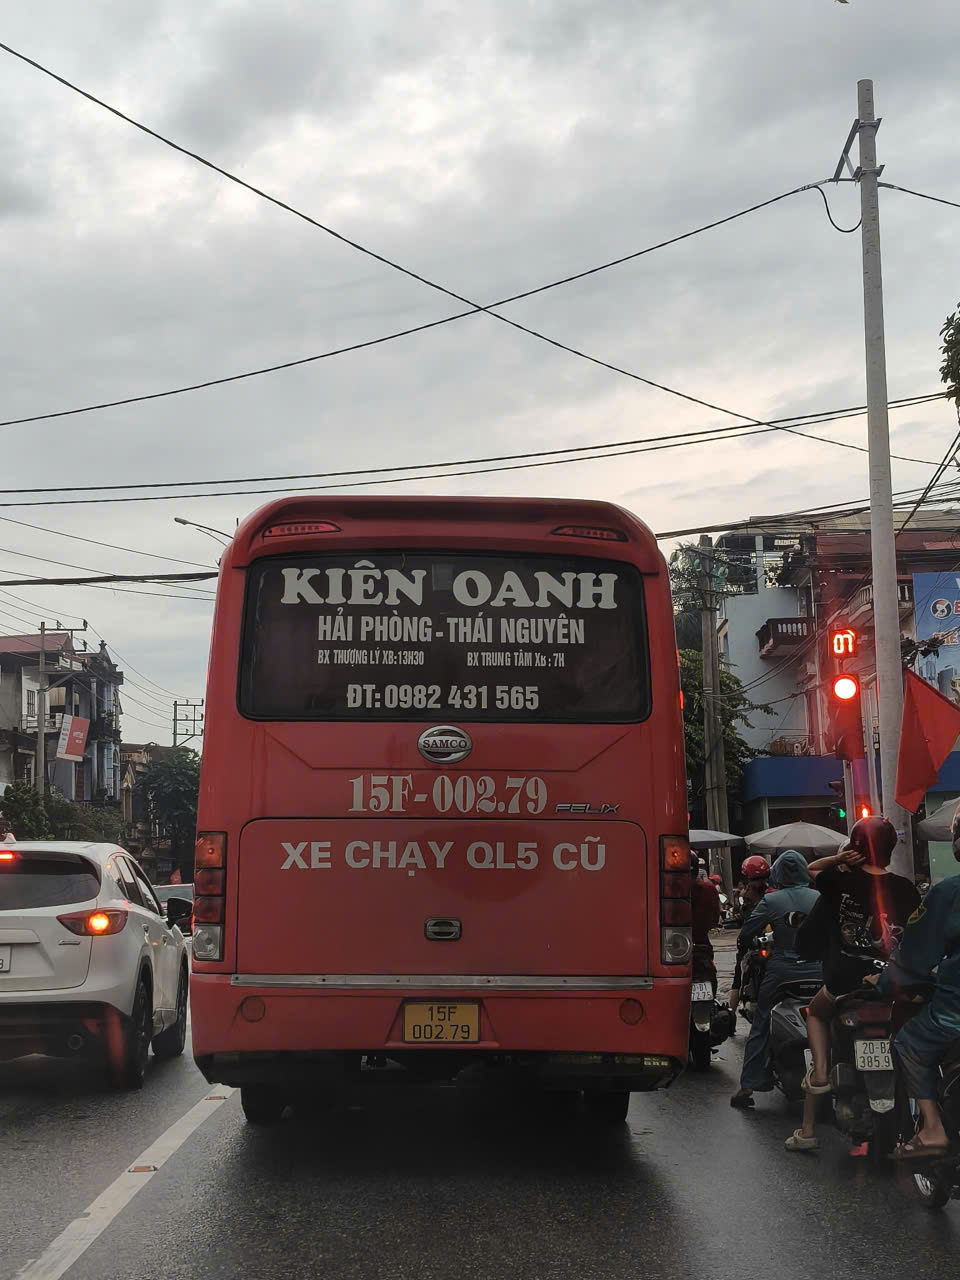 KIÊN OANH
HẢI PHÒNG - THÁI NGUYÊN
BX THƯỢNG LÝ XB:13H30 BX TRUNG TÂM XB : 7H
ĐT: 0982 431 565
SAMCO
15F-002.79
FELIX
XE CHẠY QL5 CŨ
15F
002.79
07
20-B2
385.9